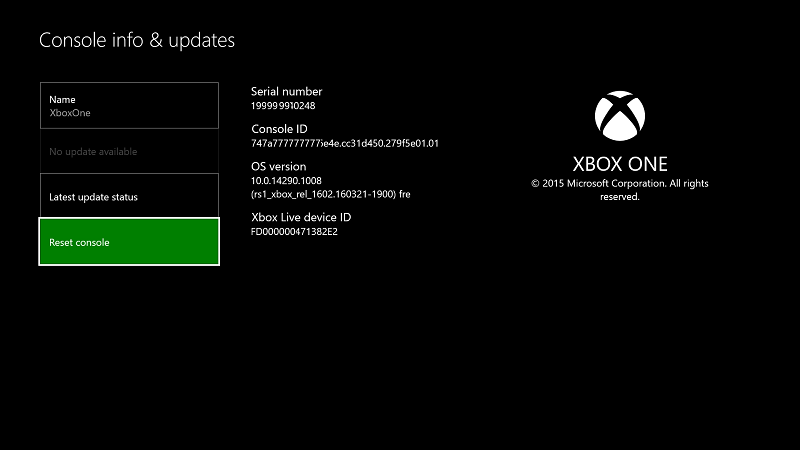 Console info & updates
Name
XboxOne
No update available
Latest update status
Reset console
Serial number
199999910248
Console ID
747a777777775e4e.cc31d450.279f5e01.01
OS version
10.0.14290.1008
(rs1_xbox_rel_1602.160321-1900) fre
Xbox Live device ID
FD000000471382E2
XBOX ONE
© 2015 Microsoft Corporation. All rights
reserved.